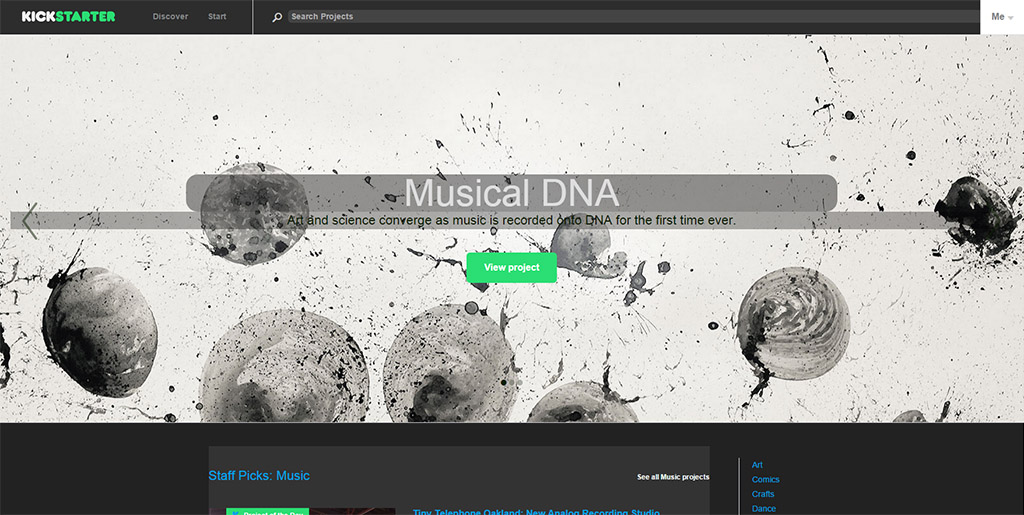 KICKSTARTER Discover Start Search Projects Me
Musical DNA
Art and science converge as music is recorded onto DNA for the first time ever.
View project
Staff Picks: Music See all Music projects
Art
Comics
Crafts
Dance
Project of the Day
Tiny Telephone Oakland: New Analog Recording Studio